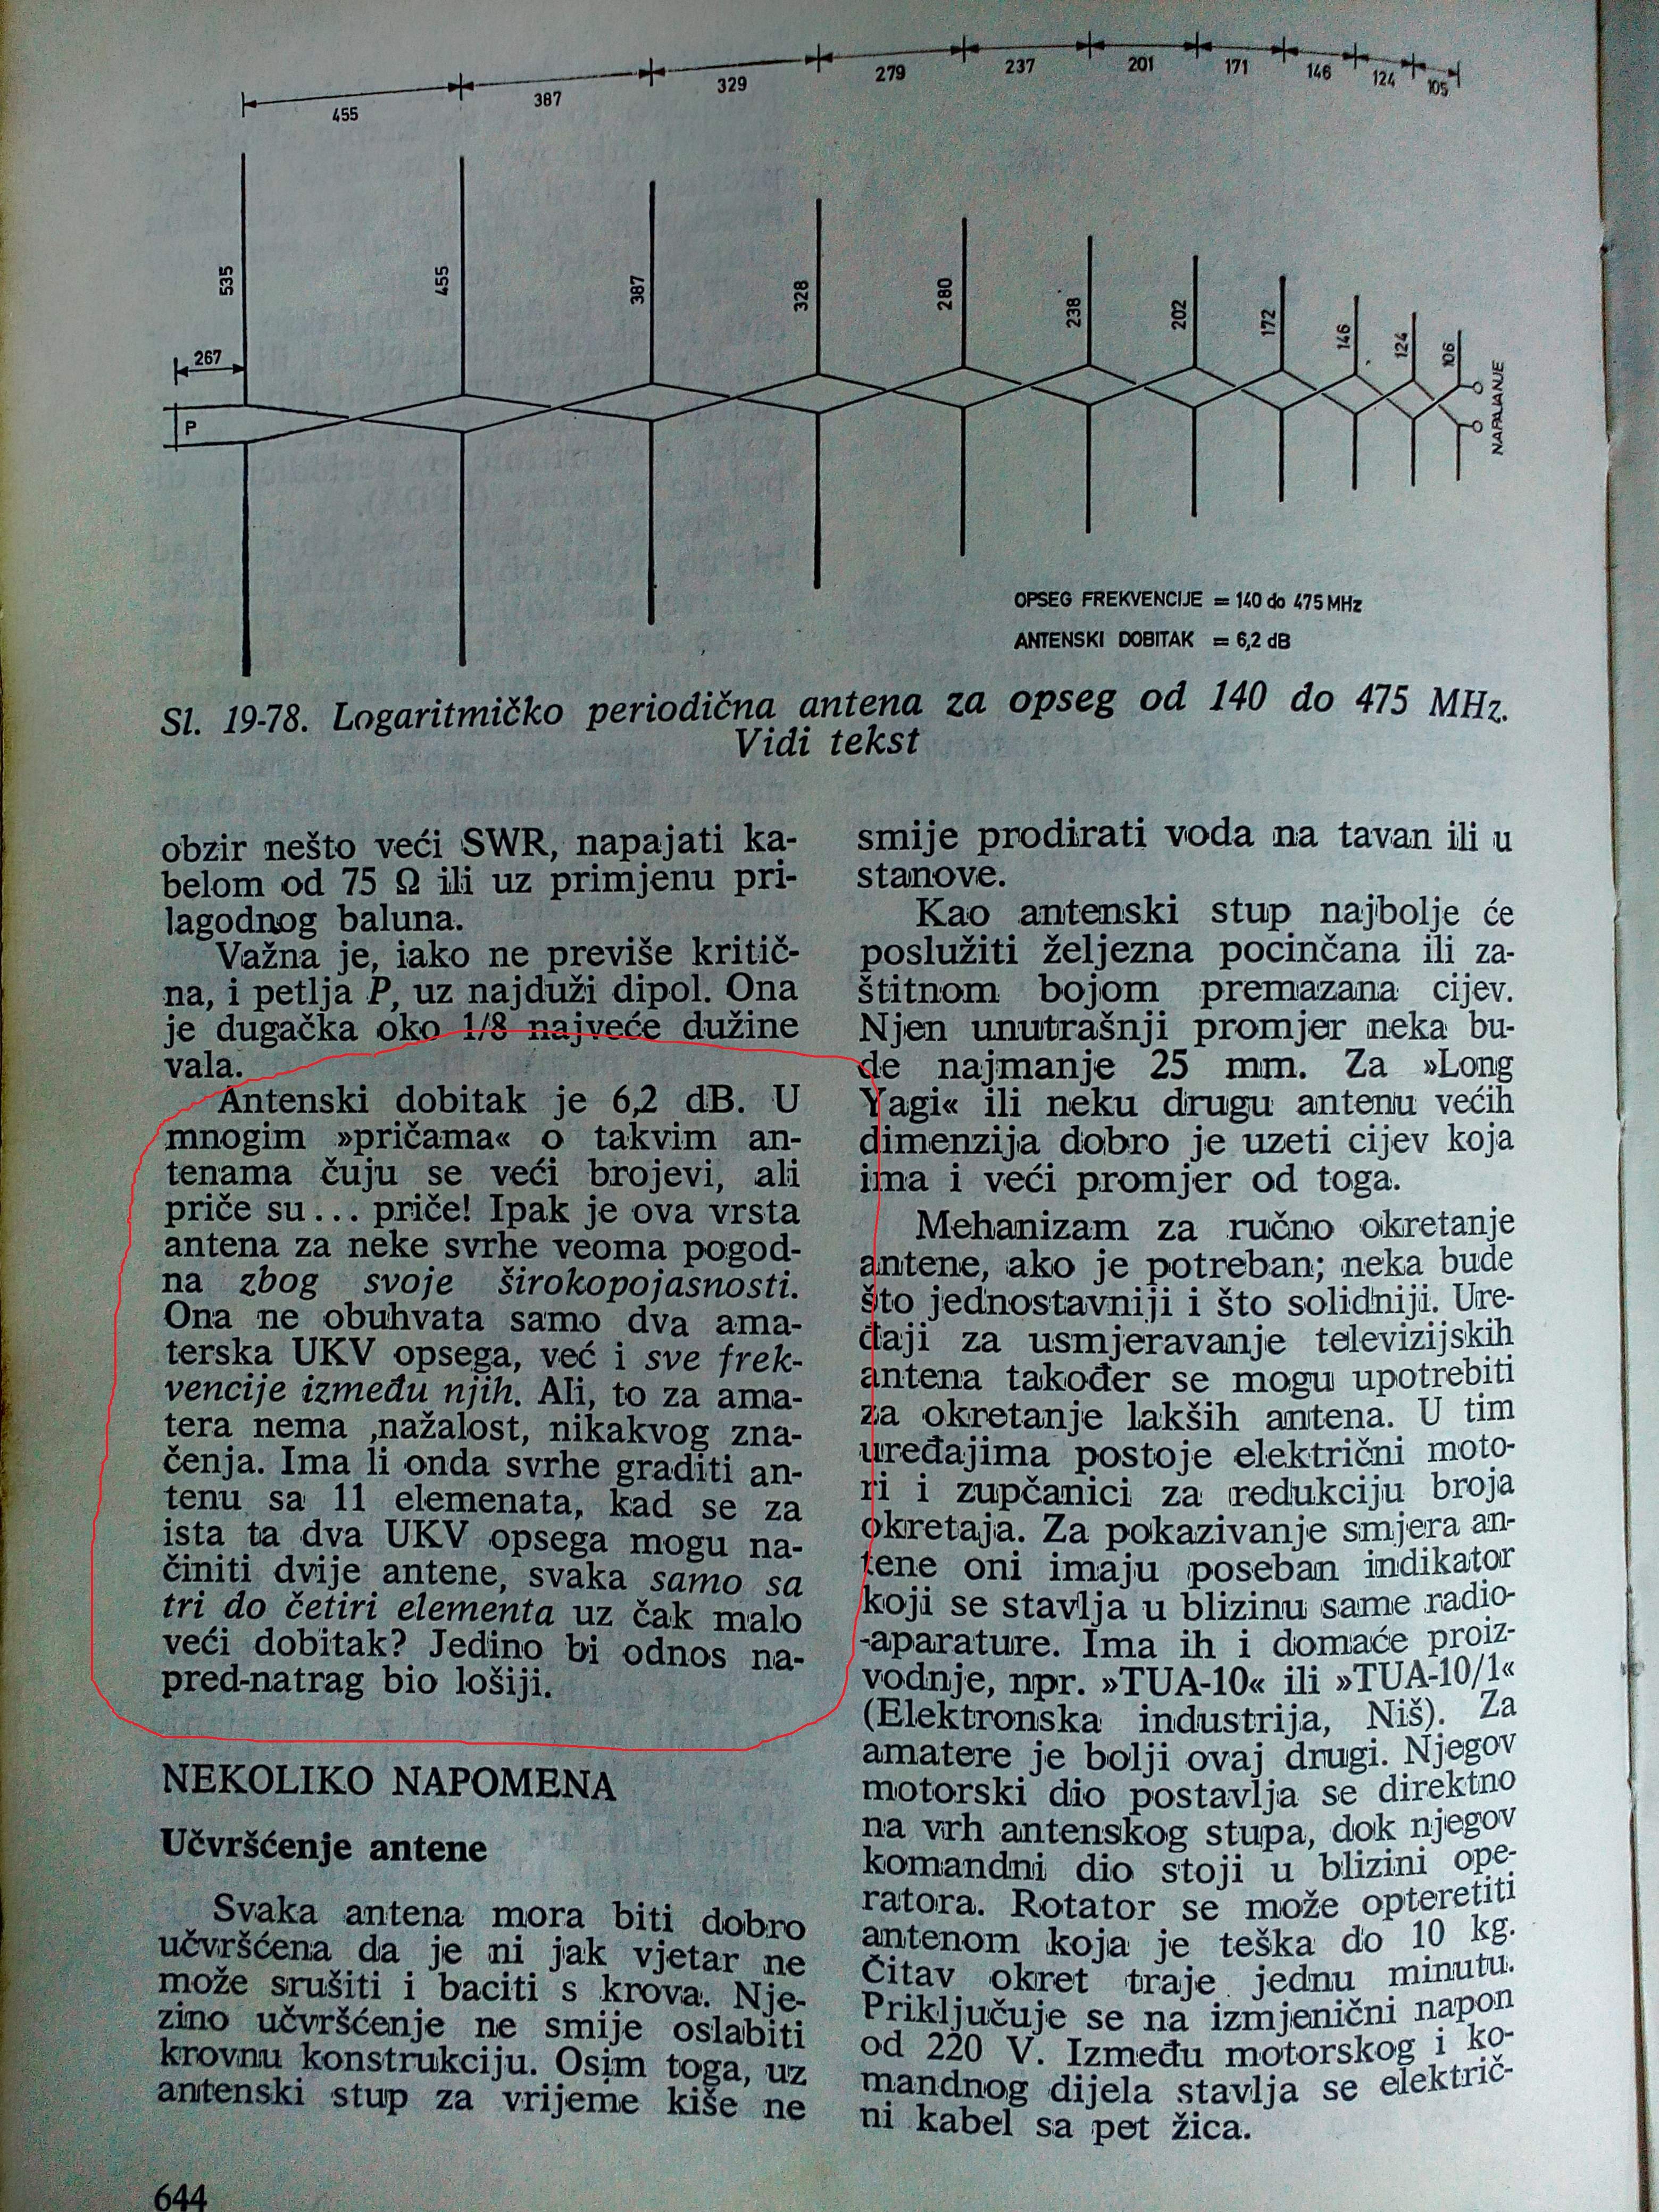 455
387
329
279
237
201
171
146
124
105
535
455
387
328
280
238
202
172
146
124
106
267
P
NAPAJANJE
OPSEG FREKVENCIJE = 140 do 475 MHz
ANTENSKI DOBITAK = 6,2 dB
Sl. 19-78. Logaritmičko periodična antena za opseg od 140 do 475 MHz.
Vidi tekst
obzir nešto veći SWR, napajati ka-
belom od 75 Ω ili uz primjenu pri-
lagodnog baluna.
Važna je, iako ne previše kritič-
na, i petlja P, uz najduži dipol. Ona
je dugačka oko 1/8 najveće dužine
vala.
Antenski dobitak je 6,2 dB. U
mnogim »pričama« o takvim an-
tenama čuju se veći brojevi, ali
priče su... priče! Ipak je ova vrsta
antena za neke svrhe veoma pogod-
na zbog svoje širokopojasnosti.
Ona ne obuhvata samo dva ama-
terska UKV opsega, već i sve frek-
vencije između njih. Ali, to za ama-
tera nema ,nažalost, nikakvog zna-
čenja. Ima li onda svrhe graditi an-
tenu sa 11 elemenata, kad se za
ista ta dva UKV opsega mogu na-
činiti dvije antene, svaka samo sa
tri do četiri elementa uz čak malo
veći dobitak? Jedino bi odnos na-
pred-natrag bio lošiji.
NEKOLIKO NAPOMENA
Učvršćenje antene
Svaka antena mora biti dobro
učvršćena da je ni jak vjetar ne
može srušiti i baciti s krova. Nje-
zino učvršćenje ne smije oslabiti
krovnu konstrukciju. Osim toga, uz
antenski stup za vrijeme kiše ne
smije prodirati voda na tavan ili u
stanove.
Kao antenski stup najbolje će
poslužiti željezna pocinčana ili za-
štitnom bojom premazana cijev.
Njen unutrašnji promjer neka bu-
de najmanje 25 mm. Za »Long
Yagi« ili neku drugu antenu većih
dimenzija dobro je uzeti cijev koja
ima i veći promjer od toga.
Mehanizam za ručno okretanje
antene, ako je potreban; neka bude
što jednostavniji i što solidniji. Ure-
đaji za usmjeravanje televizijskih
antena također se mogu upotrebiti
za okretanje lakših antena. U tim
uređajima postoje električni moto-
ri i zupčanici za redukciju broja
okretaja. Za pokazivanje smjera an-
tene oni imaju poseban indikator
koji se stavlja u blizinu same radio-
-aparature. Ima ih i domaće proiz-
vodnje, npr. »TUA-10« ili »TUA-10/1«
(Elektronska industrija, Niš). Za
amatere je bolji ovaj drugi. Njegov
motorski dio postavlja se direktno
na vrh antenskog stupa, dok njegov
komandni dio stoji u blizini ope-
ratora. Rotator se može opteretiti
antenom koja je teška do 10 kg.
Čitav okret traje jednu minutu.
Priključuje se na izmjenični napon
od 220 V. Između motorskog i ko-
mandnog dijela stavlja se električ-
ni kabel sa pet žica.
644